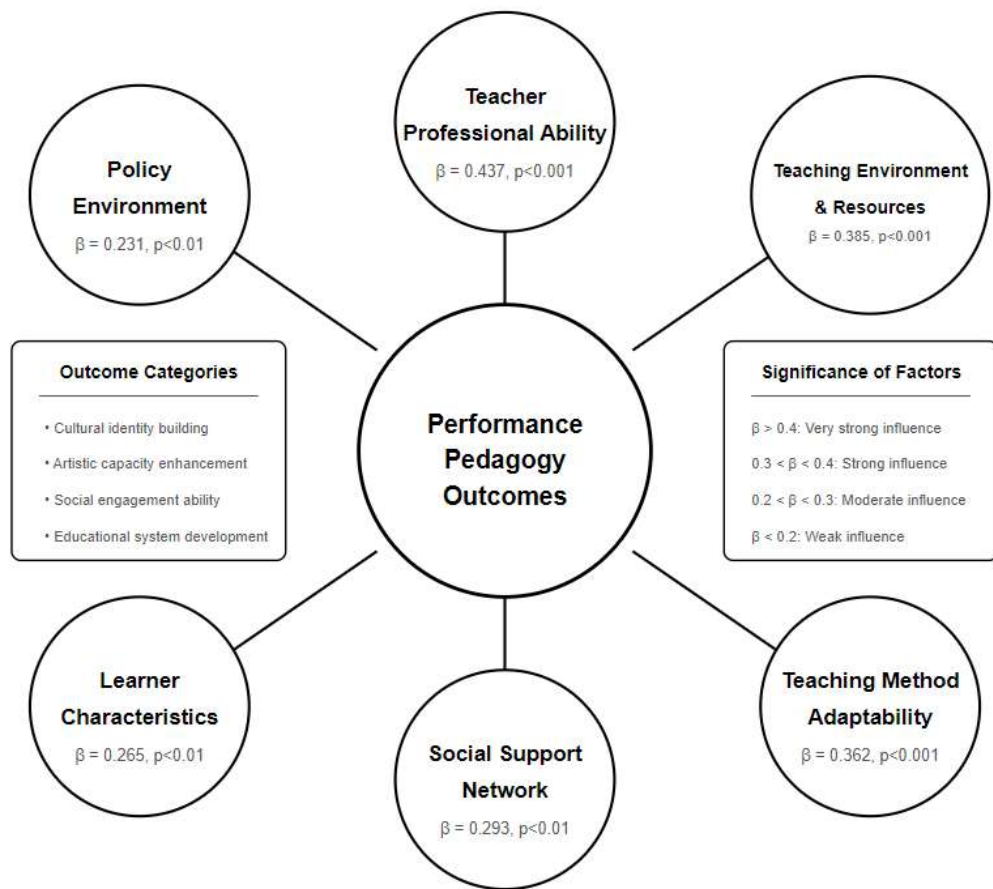 Teacher
Professional Ability
β = 0.437, p<0.001
Policy
Environment
β = 0.231, p<0.01
Teaching Environment
& Resources
β = 0.385, p<0.001
Outcome Categories
• Cultural identity building
• Artistic capacity enhancement
• Social engagement ability
• Educational system development
Performance
Pedagogy
Outcomes
Significance of Factors
β > 0.4: Very strong influence
0.3 < β < 0.4: Strong influence
0.2 < β < 0.3: Moderate influence
β < 0.2: Weak influence
Learner
Characteristics
β = 0.265, p<0.01
Social Support
Network
β = 0.293, p<0.01
Teaching Method
Adaptability
β = 0.362, p<0.001